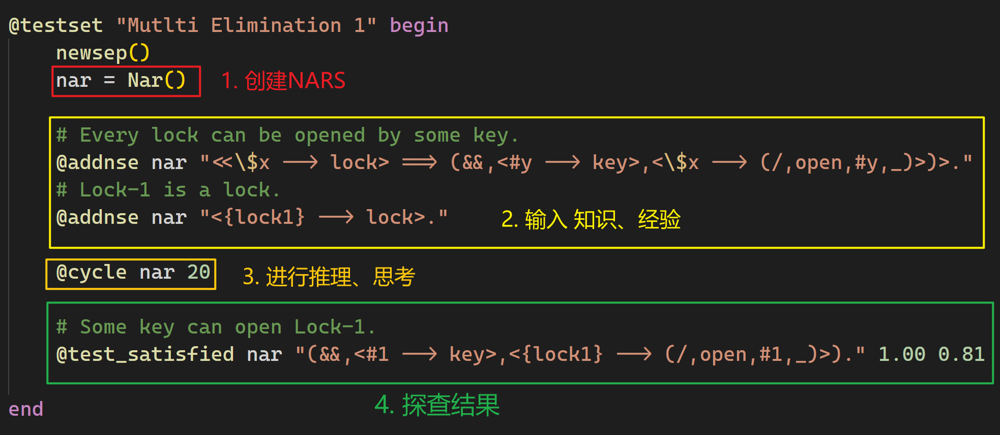 @testset "Mutlti Elimination 1" begin
newsep()
nar = Nar() 1. 创建NARS
# Every lock can be opened by some key.
@addnse nar "<<\$x --> lock> ==> (&&,<#y --> key>,<\$x --> (/,open,#y,_)>)>."
# Lock-1 is a lock.
@addnse nar "<{lock1} --> lock>." 2. 输入 知识、经验
@cycle nar 20 3. 进行推理、思考
# Some key can open Lock-1.
@test_satisfied nar "(&&,<#1 --> key>,<{lock1} --> (/,open,#1,_)>)." 1.00 0.81
4. 探查结果
end